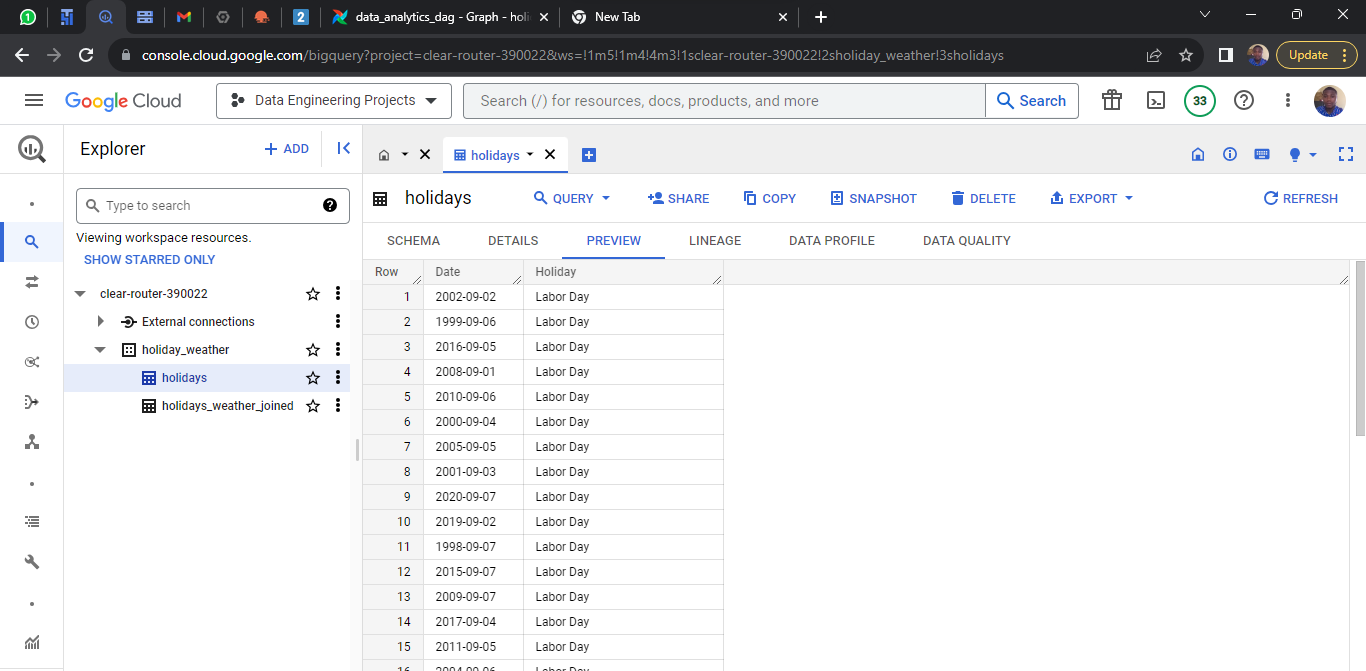 1
2
data_analytics_dag - Graph - holi
New Tab
console.cloud.google.com/bigquery?project=clear-router-390022&ws=!1m5!1m4!4m3!1sclear-router-390022!2sholiday_weather!3sholidays
Update
Google Cloud
Data Engineering Projects
Search (/) for resources, docs, products, and more
Search
33
Explorer
ADD
holidays
Type to search
Viewing workspace resources.
SHOW STARRED ONLY
clear-router-390022
External connections
holiday_weather
holidays
holidays_weather_joined
holidays
QUERY
SHARE
COPY
SNAPSHOT
DELETE
EXPORT
REFRESH
SCHEMA DETAILS PREVIEW LINEAGE DATA PROFILE DATA QUALITY
Row Date Holiday
1 2002-09-02 Labor Day
2 1999-09-06 Labor Day
3 2016-09-05 Labor Day
4 2008-09-01 Labor Day
5 2010-09-06 Labor Day
6 2000-09-04 Labor Day
7 2005-09-05 Labor Day
8 2001-09-03 Labor Day
9 2020-09-07 Labor Day
10 2019-09-02 Labor Day
11 1998-09-07 Labor Day
12 2015-09-07 Labor Day
13 2009-09-07 Labor Day
14 2017-09-04 Labor Day
15 2011-09-05 Labor Day
16 2004-09-06 Labor Day